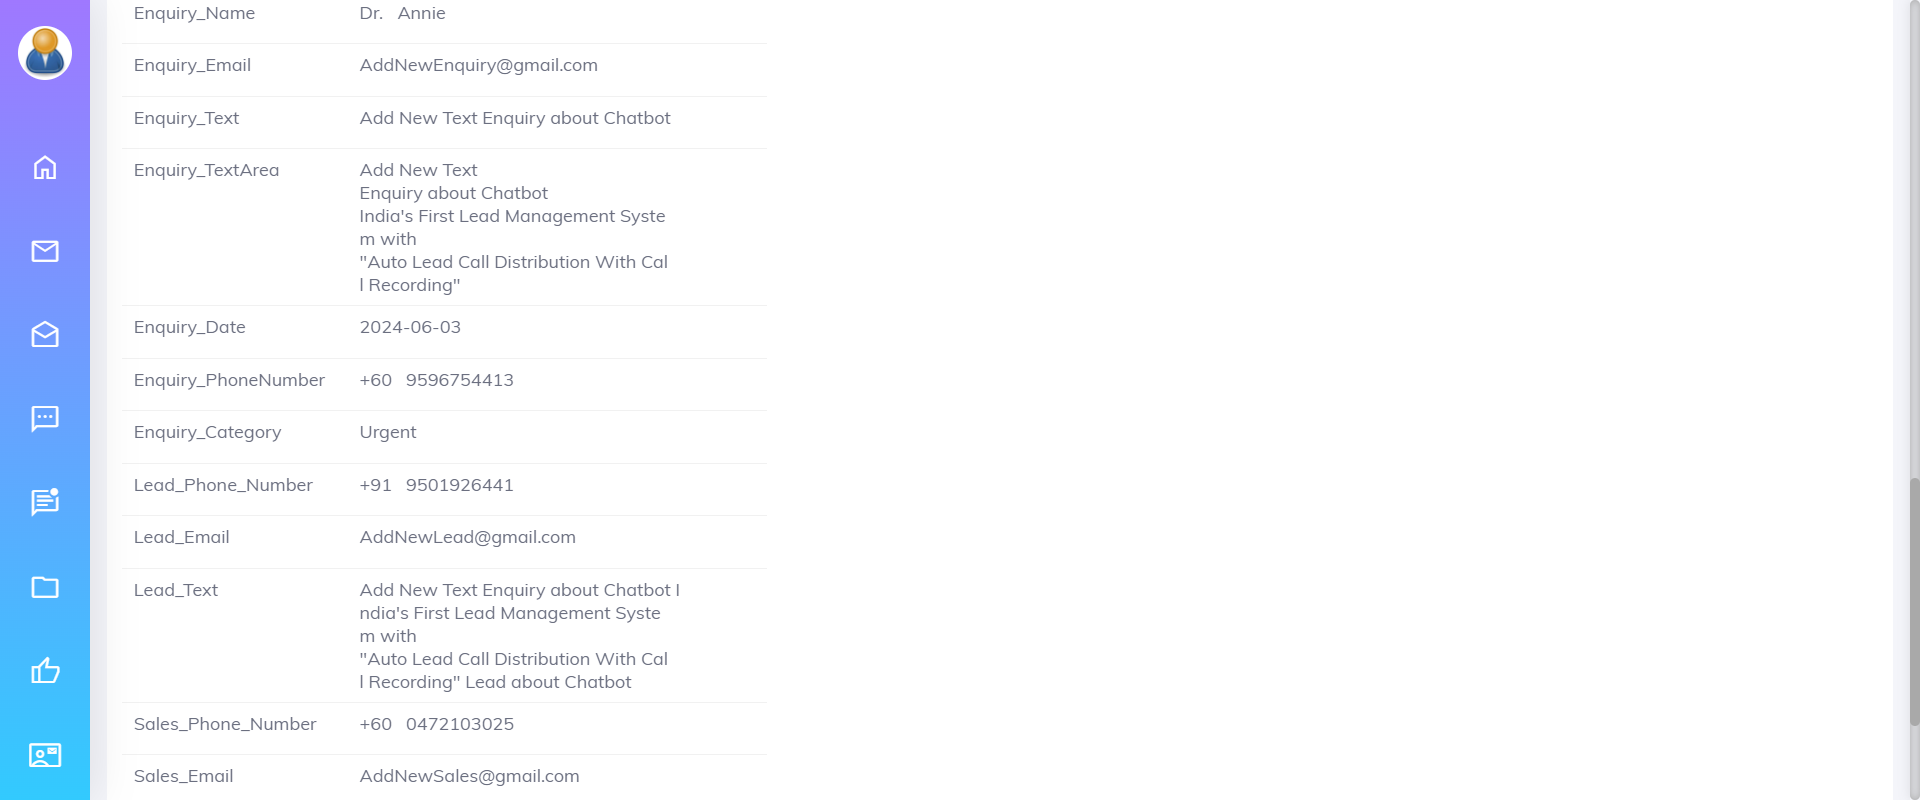 Enquiry_Name Dr. Annie
Enquiry_Email AddNewEnquiry@gmail.com
Enquiry_Text Add New Text Enquiry about Chatbot
Enquiry_TextArea Add New Text
Enquiry about Chatbot
India's First Lead Management Syste
m with
"Auto Lead Call Distribution With Cal
l Recording"
Enquiry_Date 2024-06-03
Enquiry_PhoneNumber +60 9596754413
Enquiry_Category Urgent
Lead_Phone_Number +91 9501926441
Lead_Email AddNewLead@gmail.com
Lead_Text Add New Text Enquiry about Chatbot I
ndia's First Lead Management Syste
m with
"Auto Lead Call Distribution With Cal
l Recording" Lead about Chatbot
Sales_Phone_Number +60 0472103025
Sales_Email AddNewSales@gmail.com